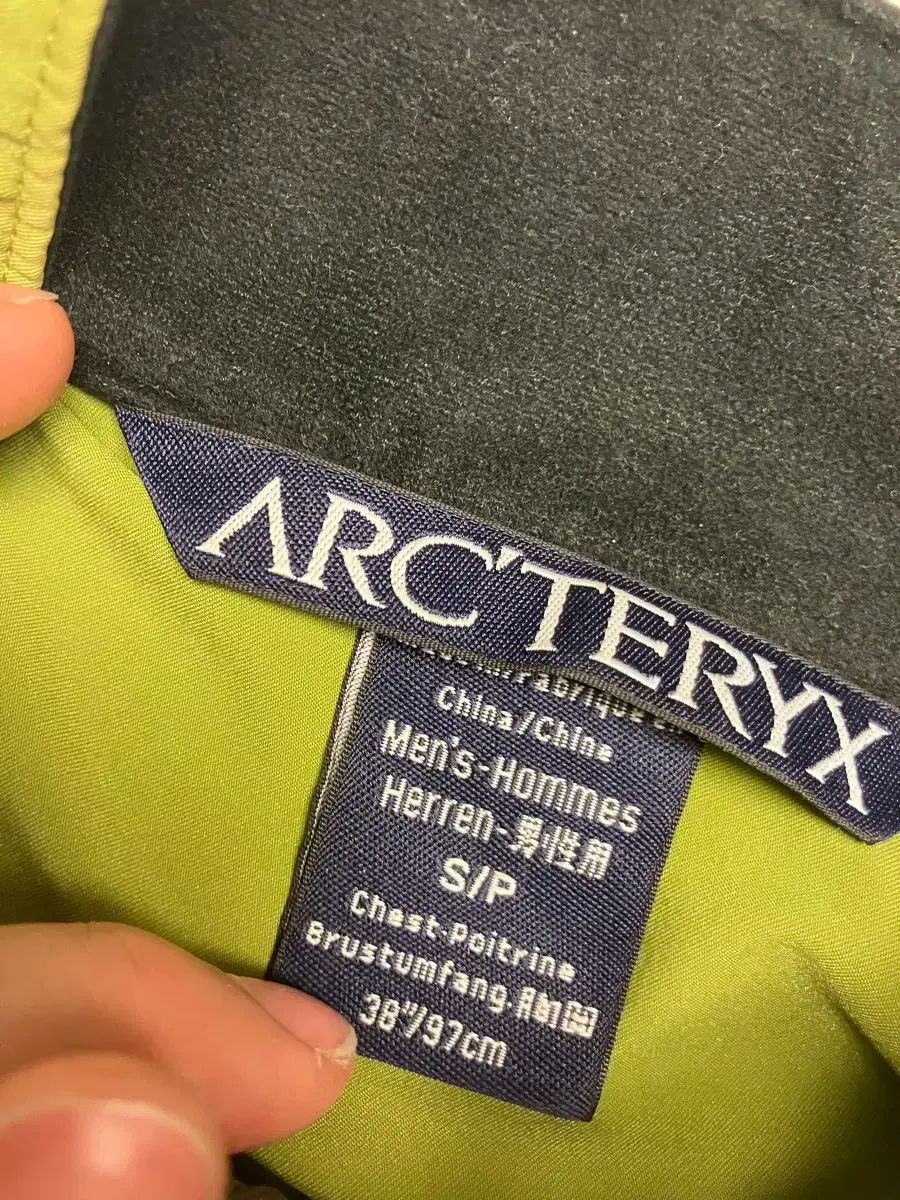 ARC'TERYX
China/Chine
Men's-Hommes
Herren-男性用
S/P
Chest.Poitrine
Brustumfang.胸囲
38"/97cm